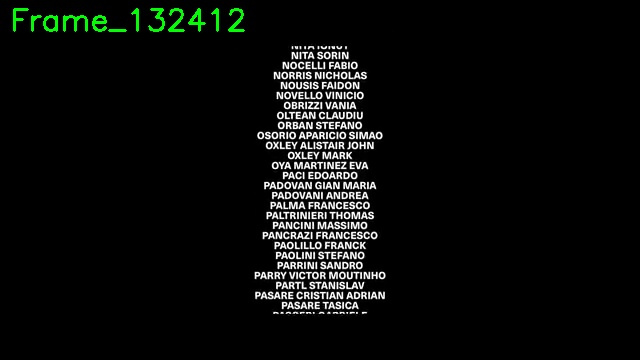 Frame_132412
NITA IONUT
NITA SORIN
NOCELLI FABIO
NORRIS NICHOLAS
NOUSIS FAIDON
NOVELLO VINICIO
OBRIZZI VANIA
OLTEAN CLAUDIU
ORBAN STEFANO
OSORIO APARICIO SIMAO
OXLEY ALISTAIR JOHN
OXLEY MARK
OYA MARTINEZ EVA
PACI EDOARDO
PADOVAN GIAN MARIA
PADOVANI ANDREA
PALMA FRANCESCO
PALTRINIERI THOMAS
PANCINI MASSIMO
PANCRAZI FRANCESCO
PAOLILLO FRANCK
PAOLINI STEFANO
PARRINI SANDRO
PARRY VICTOR MOUTINHO
PARTL STANISLAV
PASARE CRISTIAN ADRIAN
PASARE TASICA